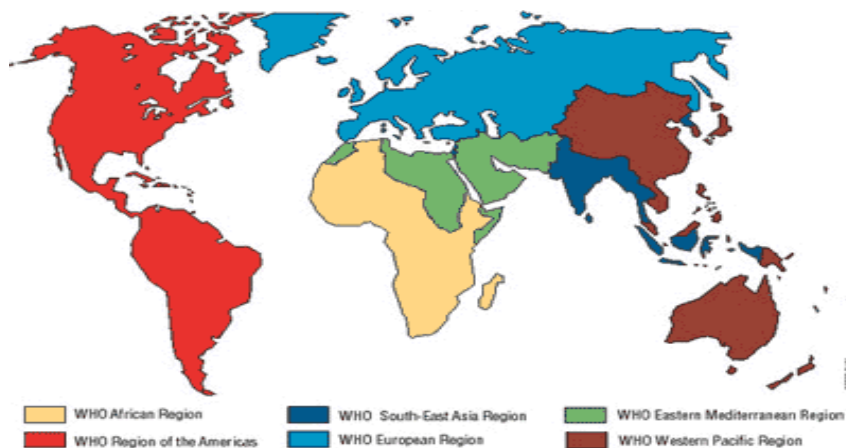 WHO African Region
WHO South-East Asia Region
WHO Eastern Mediterranean Region
WHO Region of the Americas
WHO European Region
WHO Western Pacific Region